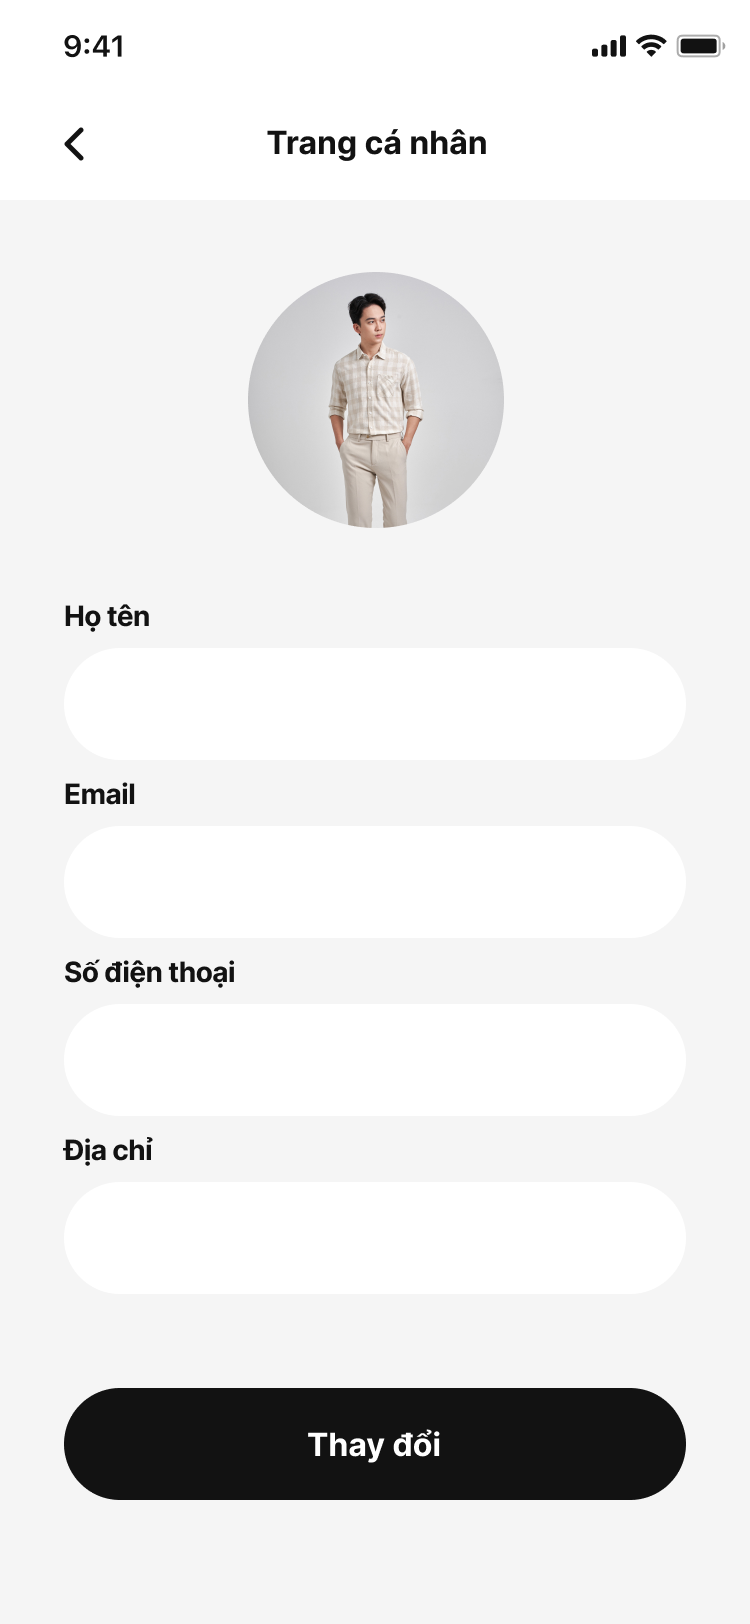 9:41
Trang cá nhân
Họ tên
Email
Số điện thoại
Địa chỉ
Thay đổi